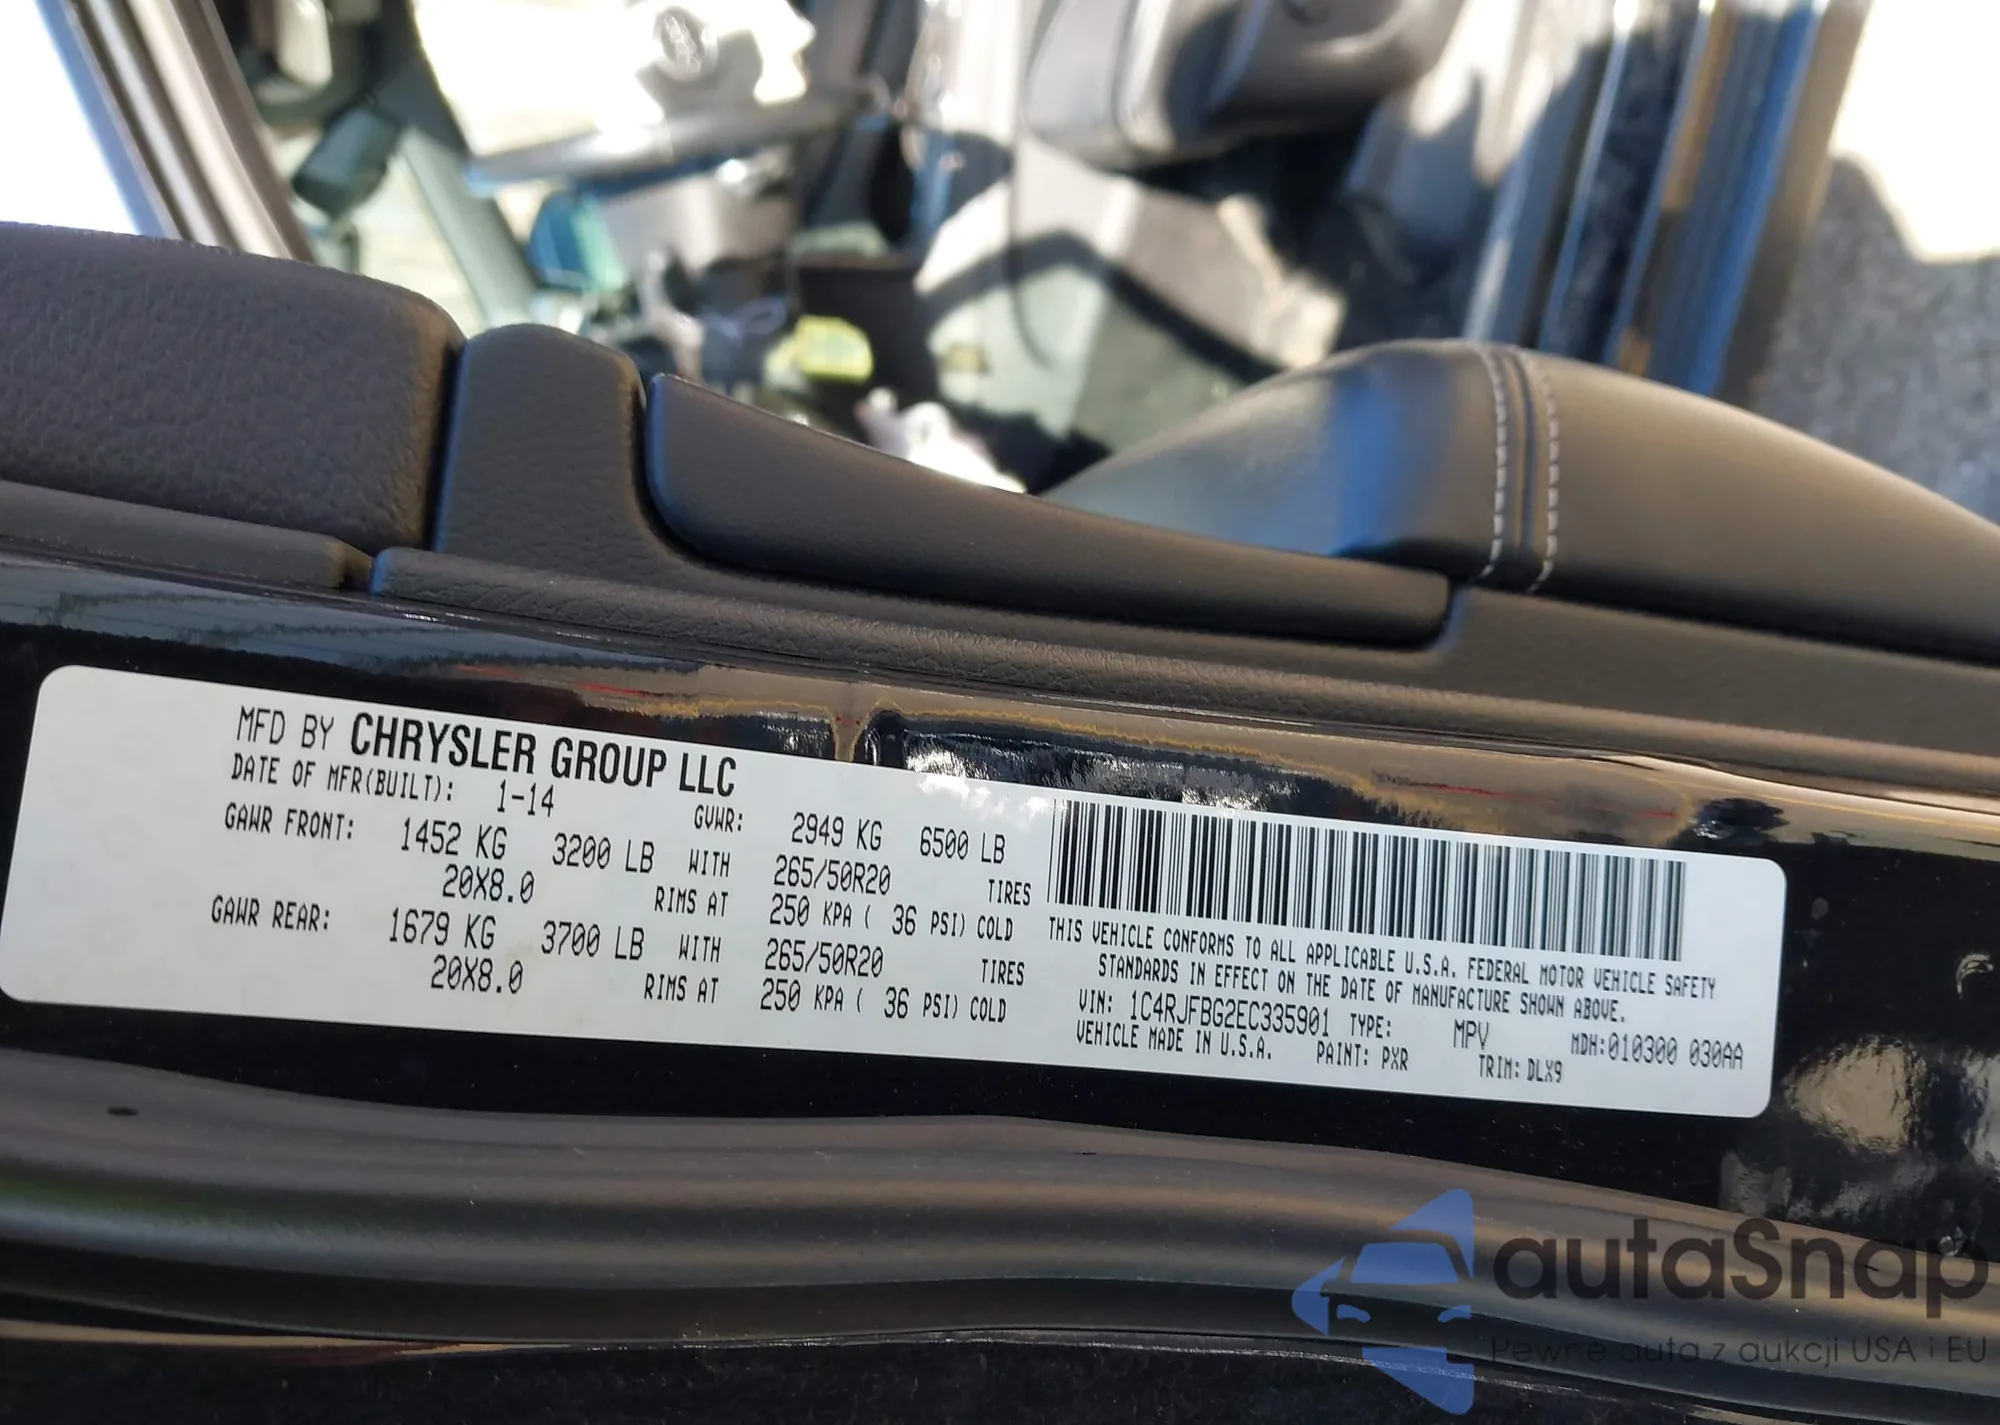 MFD BY CHRYSLER GROUP LLC
DATE OF MFR(BUILT): 1-14 GVWR: 2949 KG 6500 LB
GAWR FRONT: 1452 KG 3200 LB WITH 265/50R20 TIRES
20X8.0 RIMS AT 250 KPA ( 36 PSI) COLD
GAWR REAR: 1679 KG 3700 LB WITH 265/50R20 TIRES
20X8.0 RIMS AT 250 KPA ( 36 PSI) COLD
THIS VEHICLE CONFORMS TO ALL APPLICABLE U.S.A. FEDERAL MOTOR VEHICLE SAFETY
STANDARDS IN EFFECT ON THE DATE OF MANUFACTURE SHOWN ABOVE.
VIN: 1C4RJFBG2EC335901 TYPE: MPV MDH:010300 030AA
VEHICLE MADE IN U.S.A. PAINT: PXR TRIM: DLX9
autaSnap
Pewne auta z aukcji USA i EU